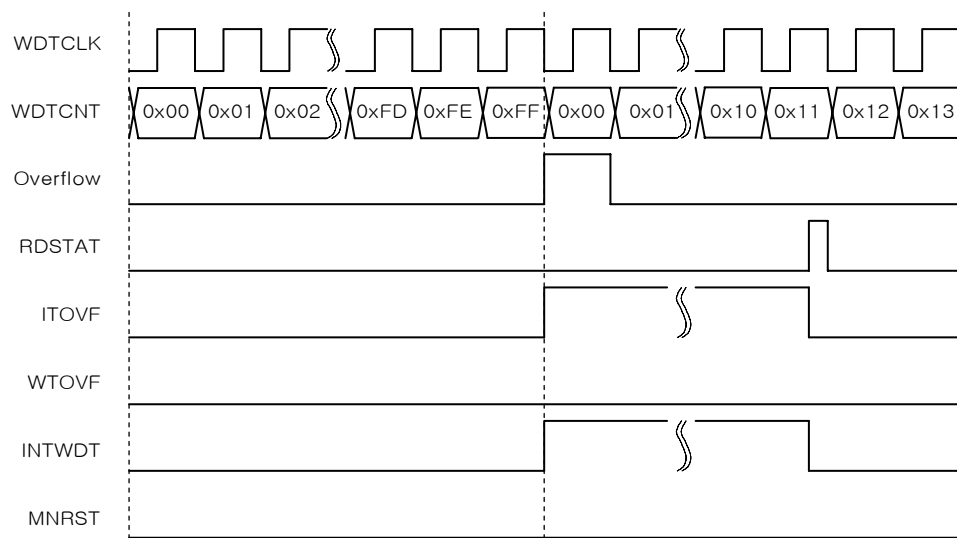 WDTCLK
WDTCNT 0x00 0x01 0x02 0xFD 0xFE 0xFF 0x00 0x01 0x10 0x11 0x12 0x13
Overflow
RDSTAT
ITOVF
WTOVF
INTWDT
MNRST